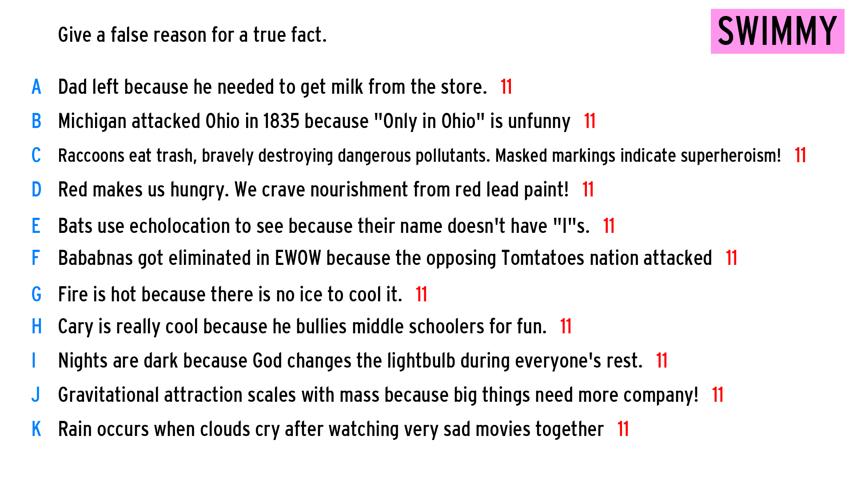 SWIMMY
Give a false reason for a true fact.
A Dad left because he needed to get milk from the store. 11
B Michigan attacked Ohio in 1835 because "Only in Ohio" is unfunny 11
C Raccoons eat trash, bravely destroying dangerous pollutants. Masked markings indicate superheroism! 11
D Red makes us hungry. We crave nourishment from red lead paint! 11
E Bats use echolocation to see because their name doesn't have "I"s. 11
F Bababnas got eliminated in EWOW because the opposing Tomtatoes nation attacked 11
G Fire is hot because there is no ice to cool it. 11
H Cary is really cool because he bullies middle schoolers for fun. 11
I Nights are dark because God changes the lightbulb during everyone's rest. 11
J Gravitational attraction scales with mass because big things need more company! 11
K Rain occurs when clouds cry after watching very sad movies together 11